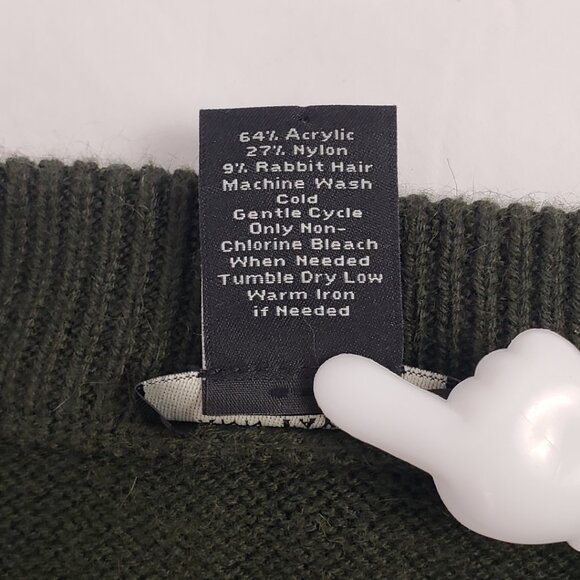 64% Acrylic
27% Nylon
9% Rabbit Hair
Machine Wash
Cold
Gentle Cycle
Only Non-
Chlorine Bleach
When Needed
Tumble Dry Low
Warm Iron
if Needed